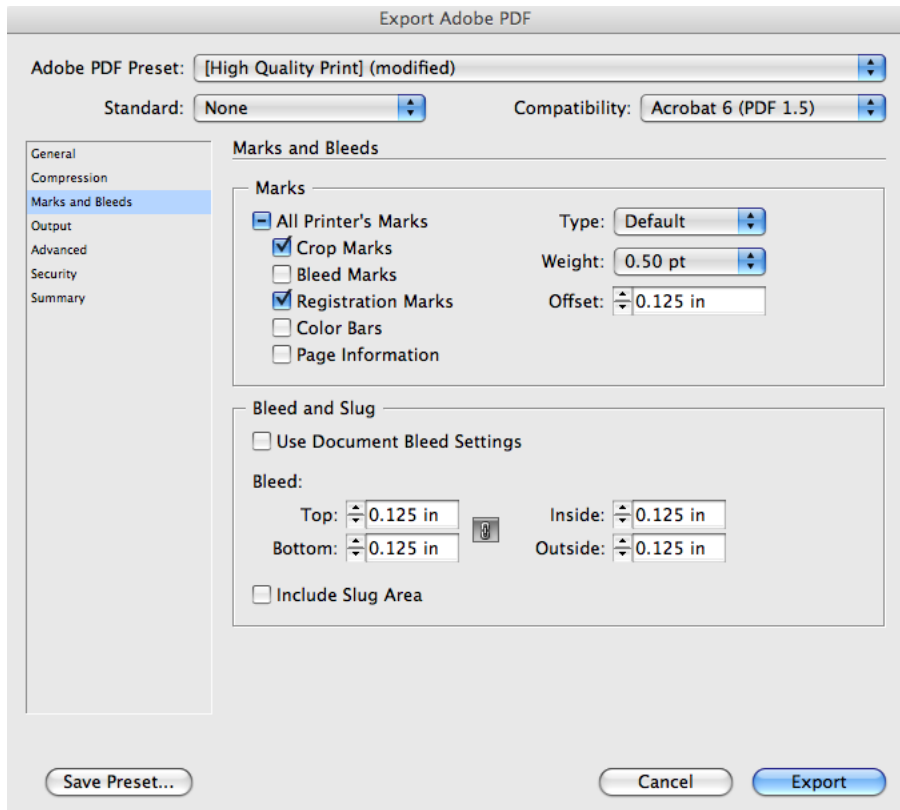 Export Adobe PDF
Adobe PDF Preset: [High Quality Print] (modified)
Standard: None Compatibility: Acrobat 6 (PDF 1.5)
General
Compression
Marks and Bleeds
Output
Advanced
Security
Summary
Marks and Bleeds
Marks
All Printer's Marks
Crop Marks
Bleed Marks
Registration Marks
Color Bars
Page Information
Type: Default
Weight: 0.50 pt
Offset: 0.125 in
Bleed and Slug
Use Document Bleed Settings
Bleed:
Top: 0.125 in Inside: 0.125 in
Bottom: 0.125 in Outside: 0.125 in
Include Slug Area
Save Preset... Cancel Export